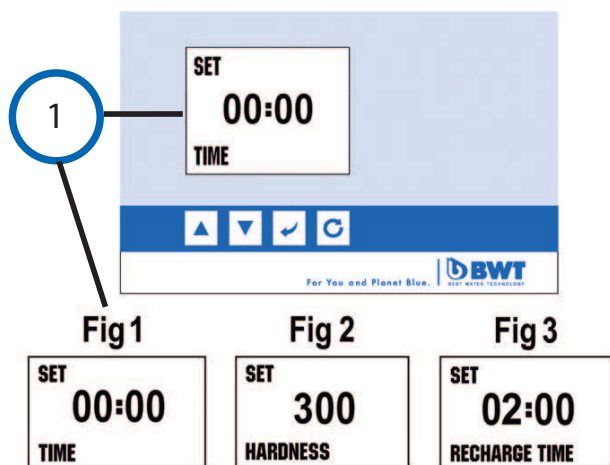 1
SET
00:00
TIME
For You and Planet Blue.
BWT
BEST WATER TECHNOLOGY
Fig 1
SET
00:00
TIME
Fig 2
SET
300
HARDNESS
Fig 3
SET
02:00
RECHARGE TIME